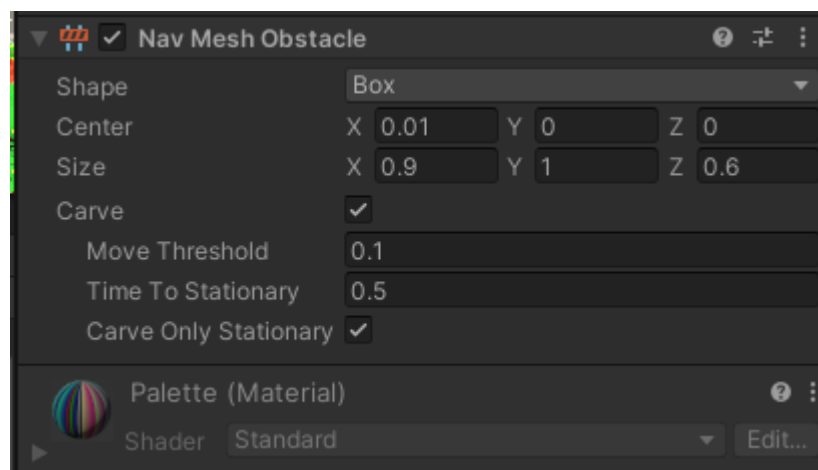 Nav Mesh Obstacle
Shape Box
Center X 0.01 Y 0 Z 0
Size X 0.9 Y 1 Z 0.6
Carve
Move Threshold 0.1
Time To Stationary 0.5
Carve Only Stationary
Palette (Material)
Shader Standard Edit...